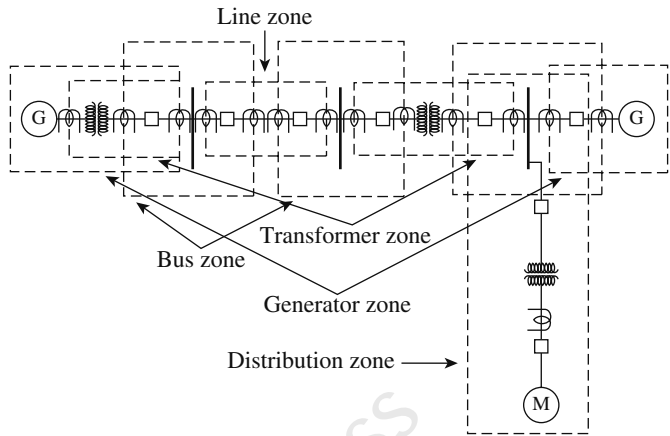 Line zone
G
G
Transformer zone
Bus zone
Generator zone
Distribution zone
M